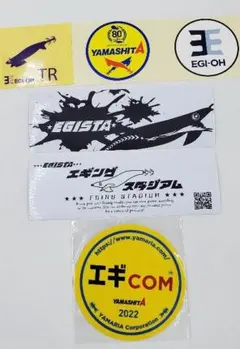 EGI-OH
TR
80
YAMASHITA
EGI-OH
EGISTA
EGISTA
エギング
スタジアム
★★★ EGING STADIUM ★★★
https://www.yamaria.com/
エギCOM
YAMASHITA
2022
YAMARIA Corporation